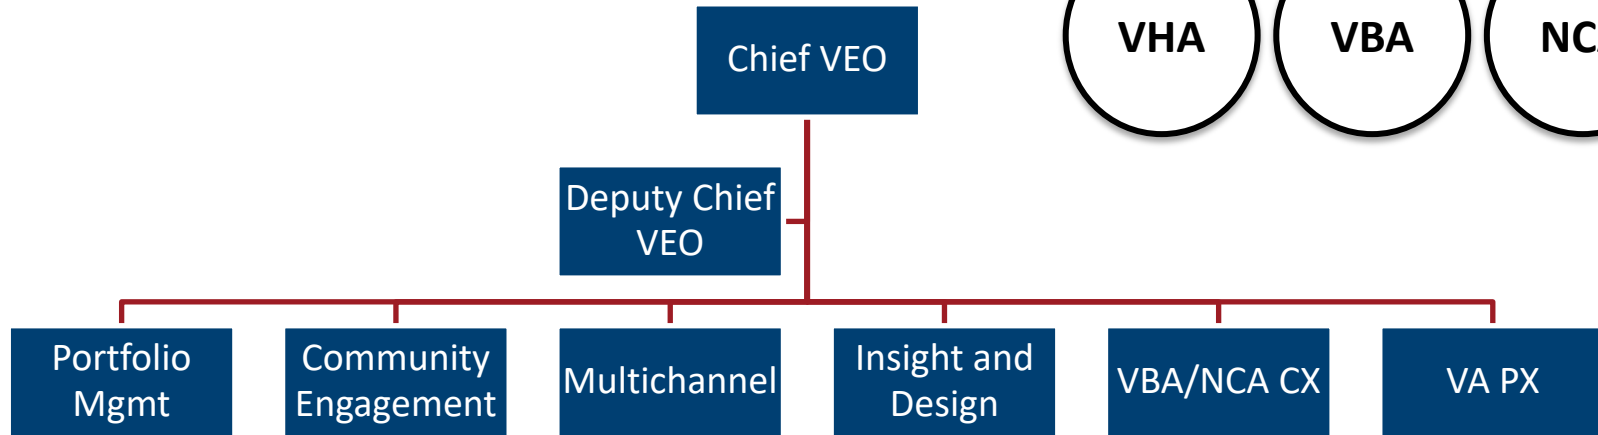 Chief VEO
VHA
VBA
Deputy Chief
VEO
Portfolio
Mgmt
Community
Engagement
Multichannel
Insight and
Design
VBA/NCA CX
VA PX